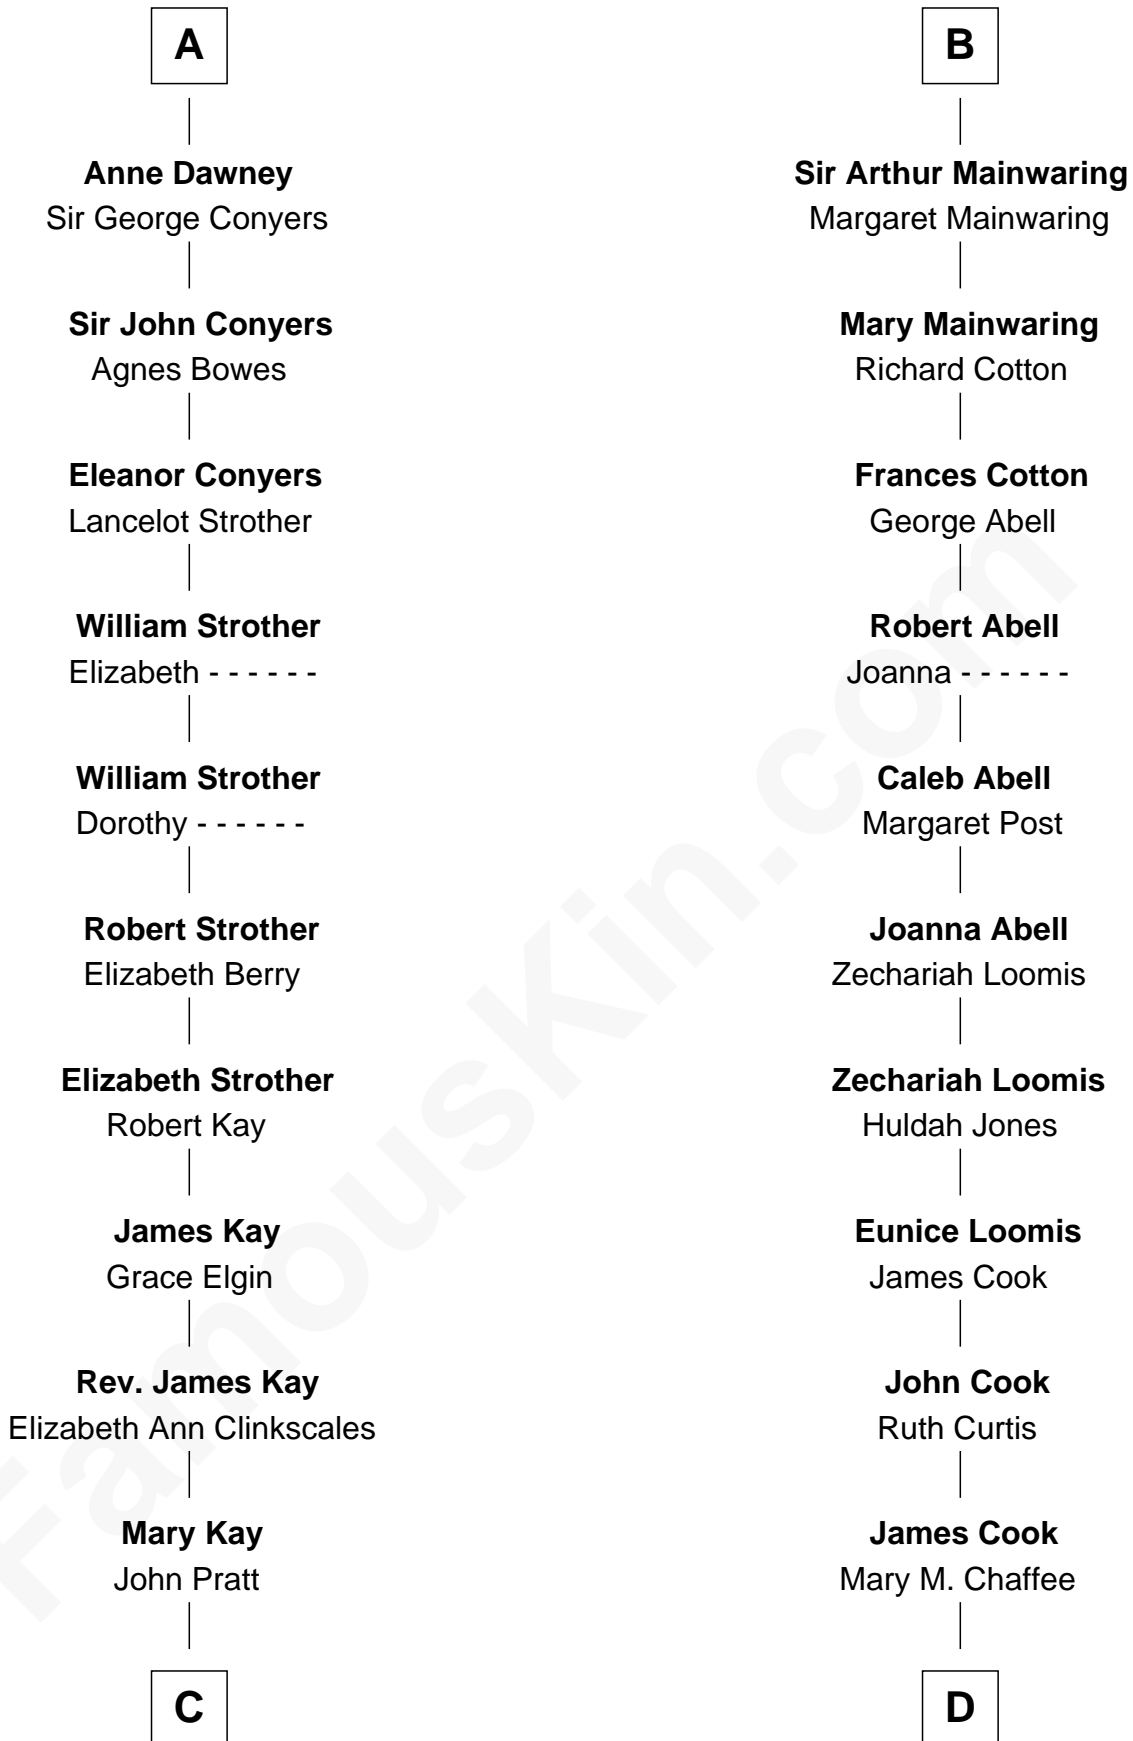 A
Anne Dawney
Sir George Conyers
Sir John Conyers
Agnes Bowes
Eleanor Conyers
Lancelot Strother
William Strother
Elizabeth - - - - - -
William Strother
Dorothy - - - - - -
Robert Strother
Elizabeth Berry
Elizabeth Strother
Robert Kay
James Kay
Grace Elgin
Rev. James Kay
Elizabeth Ann Clinkscales
Mary Kay
John Pratt
C
B
Sir Arthur Mainwaring
Margaret Mainwaring
Mary Mainwaring
Richard Cotton
Frances Cotton
George Abell
Robert Abell
Joanna - - - - - -
Caleb Abell
Margaret Post
Joanna Abell
Zechariah Loomis
Zechariah Loomis
Huldah Jones
Eunice Loomis
James Cook
John Cook
Ruth Curtis
James Cook
Mary M. Chaffee
D
FamousKin.com